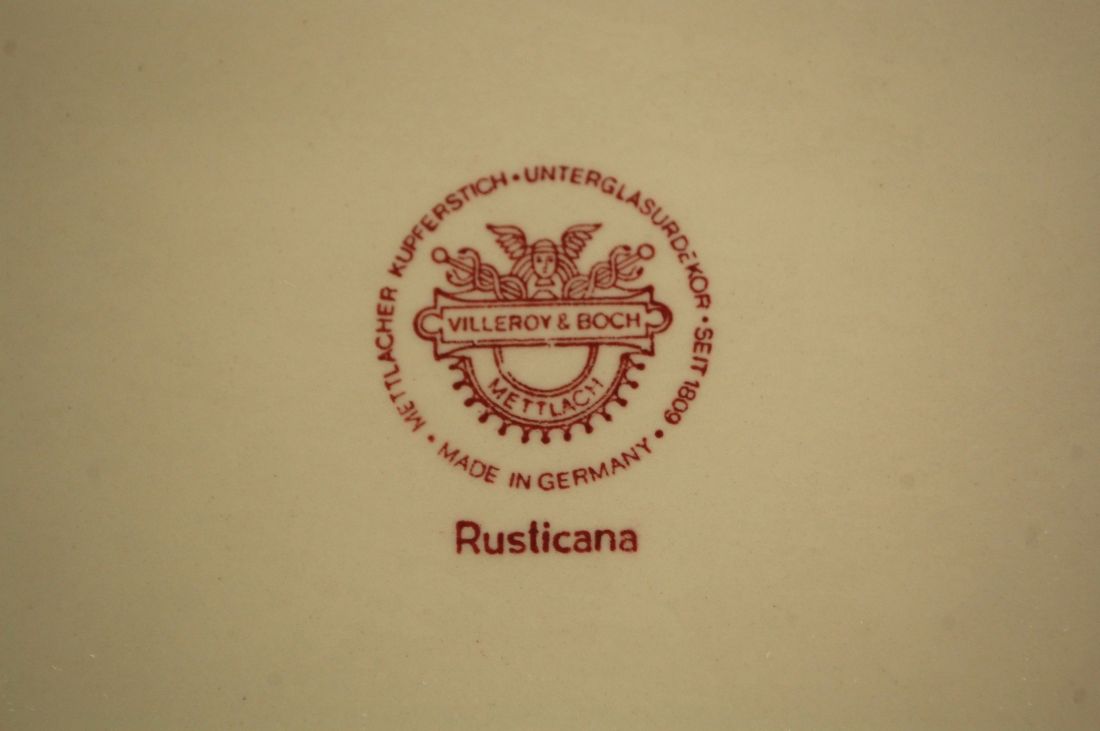 METTLACHER KUPFERSTICH • UNTERGLASURDEKOR • SEIT 1809 • MADE IN GERMANY •
VILLEROY & BOCH
METTLACH
Rusticana